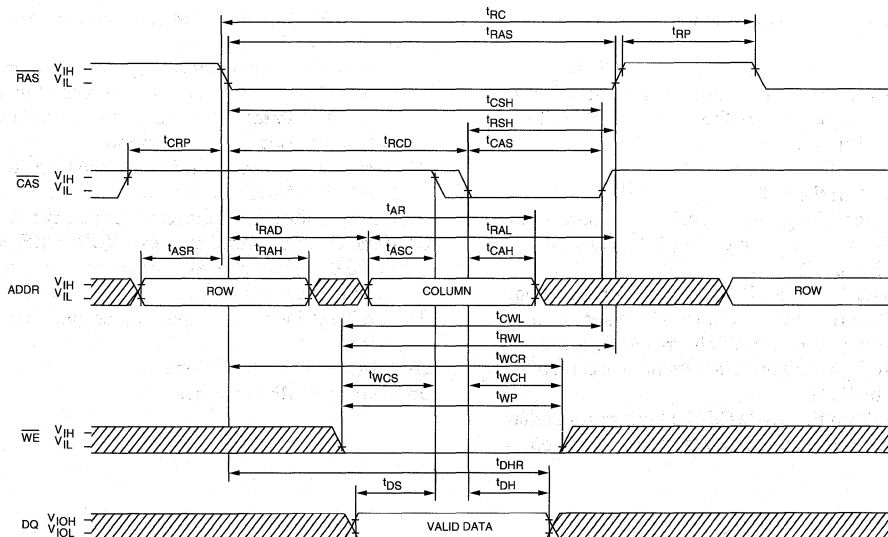 tRC
tRAS
tRP
RAS VIH
VIL
tCSH
tRSH
tCRP
tRCD
tCAS
CAS VIH
VIL
tAR
tRAD
tRAL
tASR
tRAH
tASC
tCAH
ADDR VIH
VIL
ROW
COLUMN
ROW
tCWL
tRWL
tWCR
tWCS
tWCH
tWP
WE VIH
VIL
tDHR
tDS
tDH
DQ VIOH
VIOL
VALID DATA